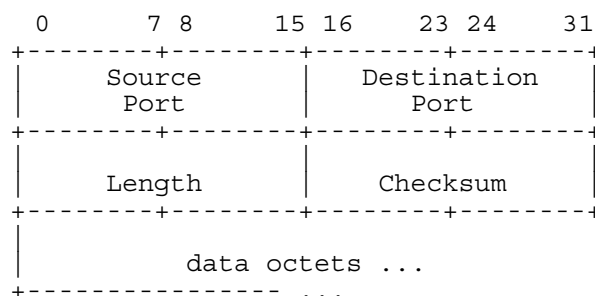 0 7 8 15 16 23 24 31
Source Destination
Port Port
Length Checksum
data octets ...
...